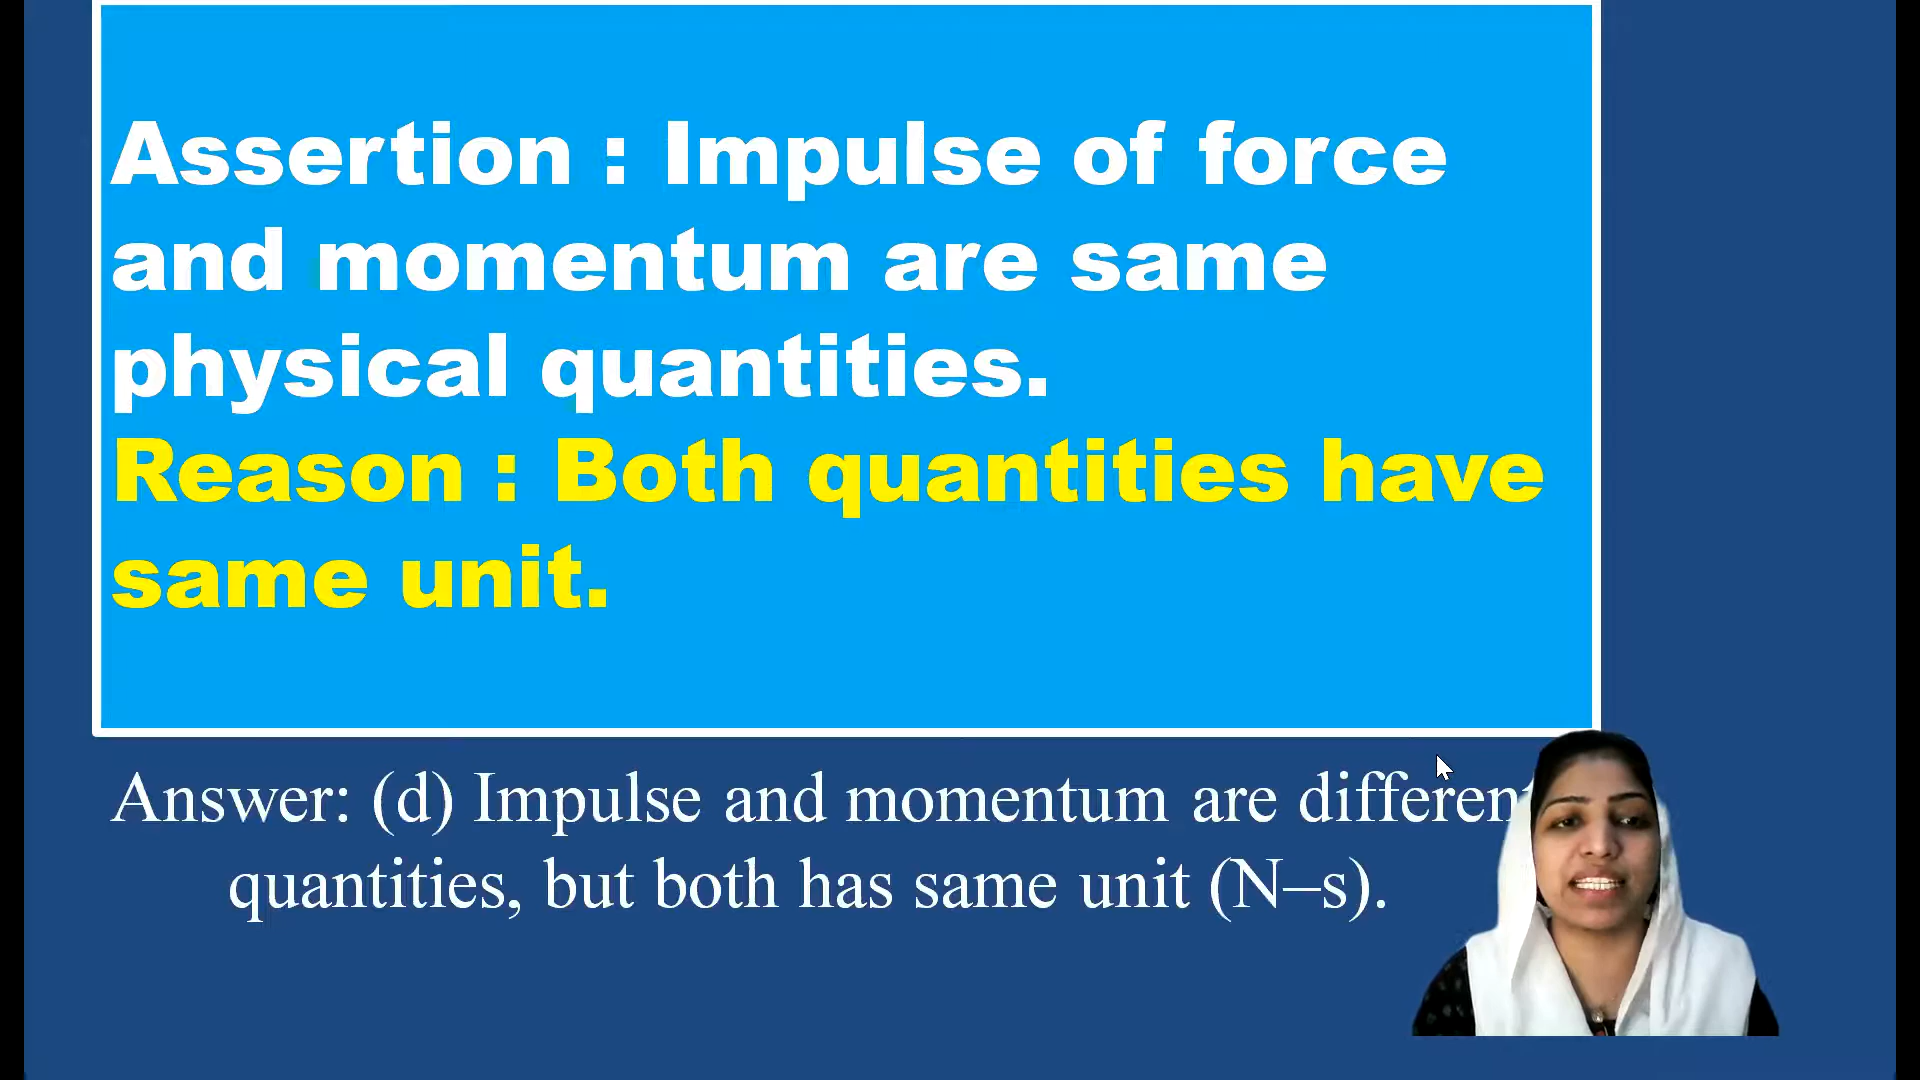 Assertion : Impulse of force
and momentum are same
physical quantities.
Reason : Both quantities have
same unit.
Answer: (d) Impulse and momentum are different
quantities, but both has same unit (N–s).